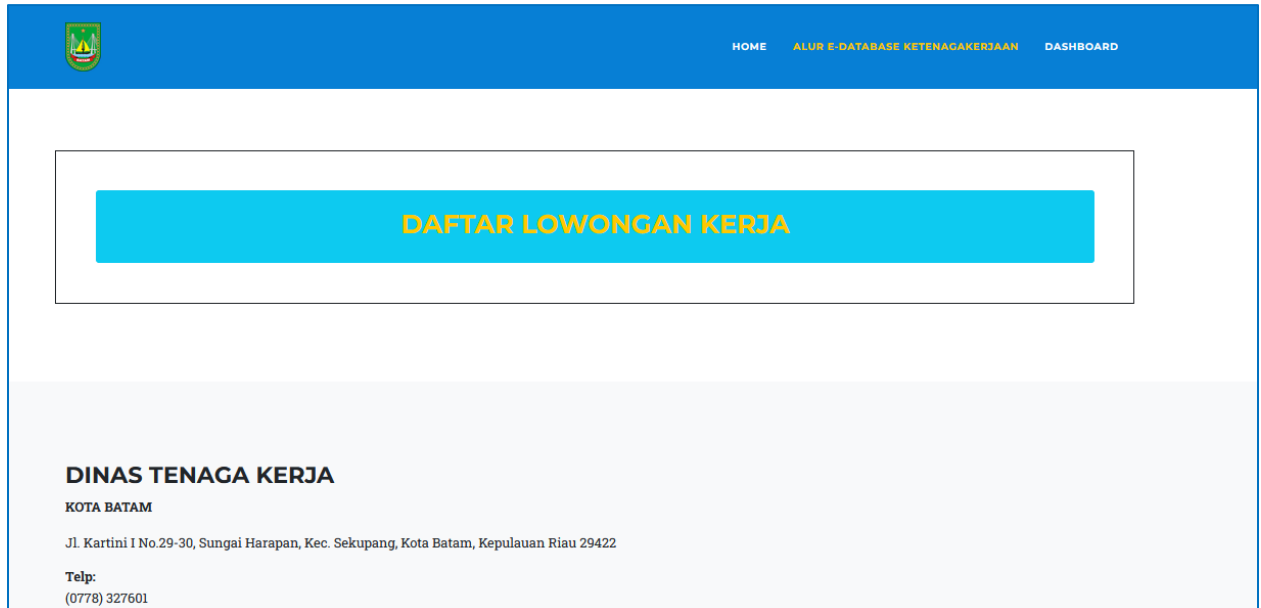 HOME ALUR E-DATABASE KETENAGAKERJAAN DASHBOARD
DAFTAR LOWONGAN KERJA
DINAS TENAGA KERJA
KOTA BATAM
Jl. Kartini I No.29-30, Sungai Harapan, Kec. Sekupang, Kota Batam, Kepulauan Riau 29422
Telp:
(0778) 327601